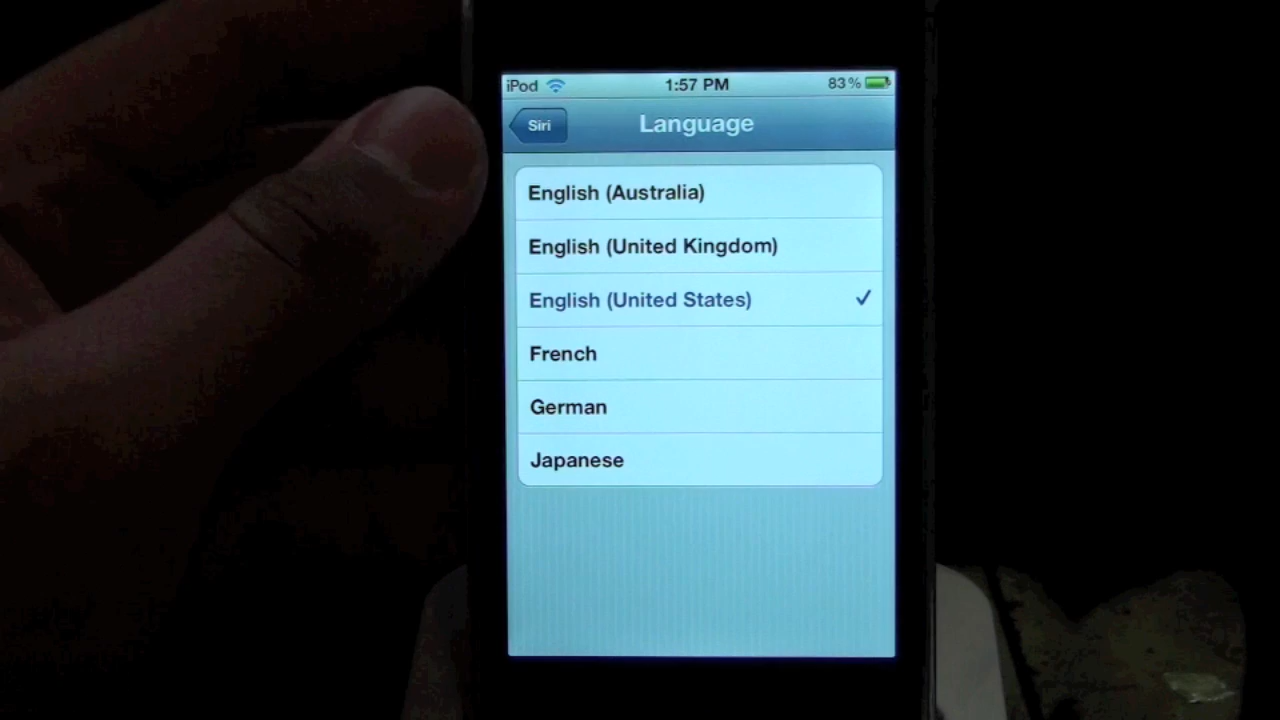 iPod 1:57 PM 83%
Siri Language
English (Australia)
English (United Kingdom)
English (United States)
French
German
Japanese